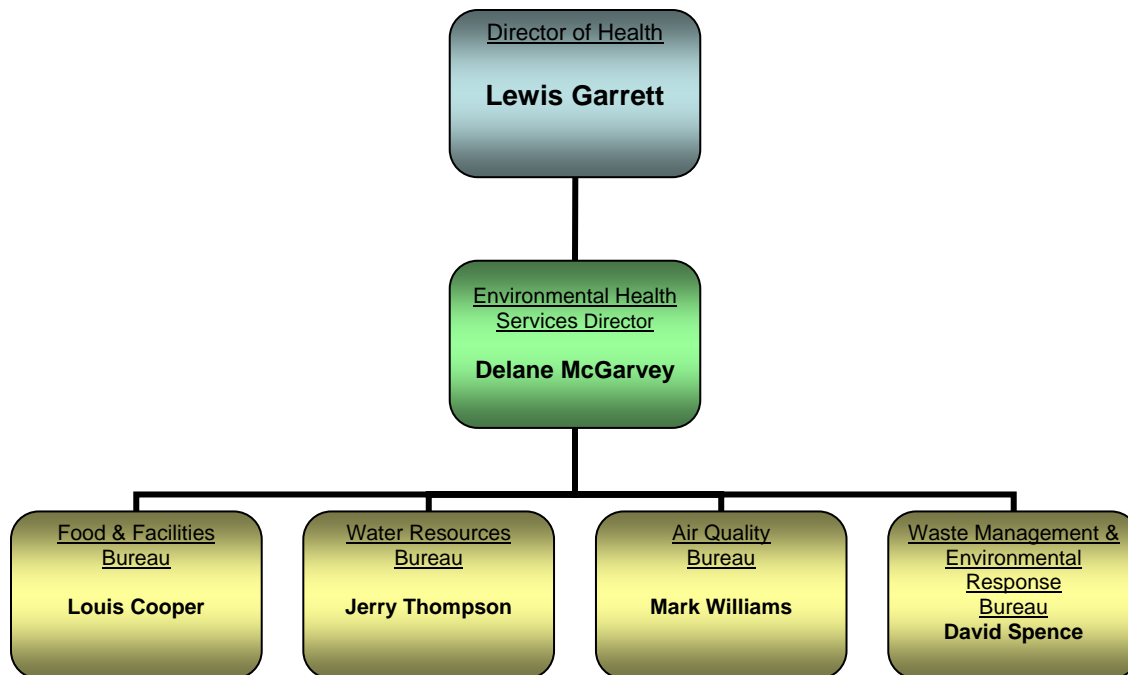 Director of Health
Lewis Garrett
Environmental Health
Services Director
Delane McGarvey
Food & Facilities
Bureau
Louis Cooper
Water Resources
Bureau
Jerry Thompson
Air Quality
Bureau
Mark Williams
Waste Management &
Environmental
Response
Bureau
David Spence